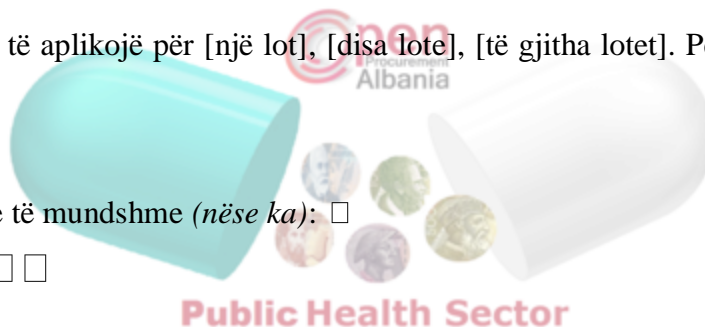 të aplikojë për [një lot], [disa lote], [të gjitha lotet]. P
open
Procurement
Albania
e të mundshme (nëse ka): □
□ □
Public Health Sector